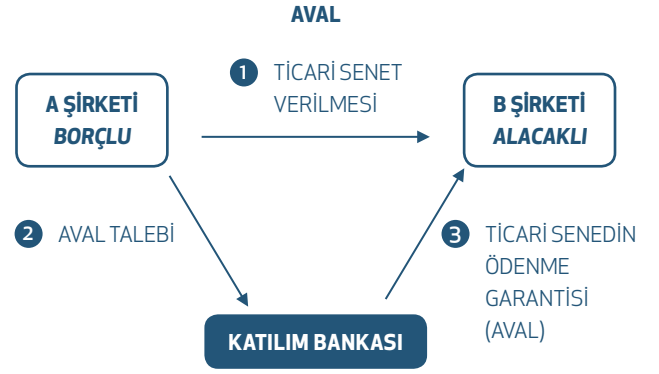 AVAL
1 TİCARİ SENET
VERİLMESİ
A ŞİRKETİ
BORÇLU
B ŞİRKETİ
ALACAKLI
2 AVAL TALEBİ
3 TİCARİ SENEDİN
ÖDENME
GARANTİSİ
(AVAL)
KATILIM BANKASI